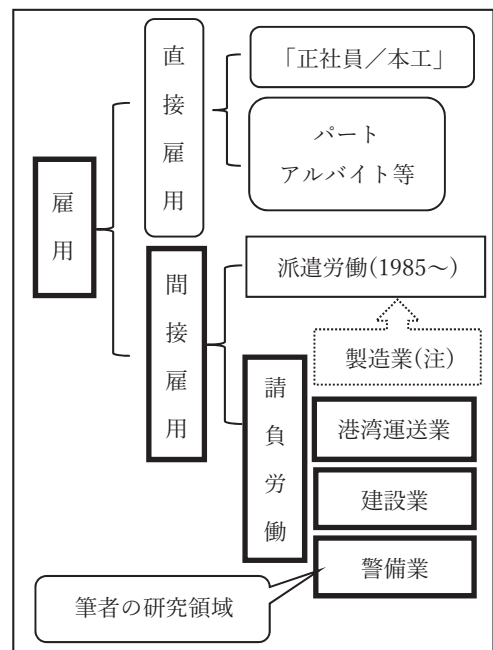 雇用
直接雇用
「正社員／本工」
パート
アルバイト等
間接雇用
派遣労働(1985～)
製造業(注)
請負労働
港湾運送業
建設業
警備業
筆者の研究領域